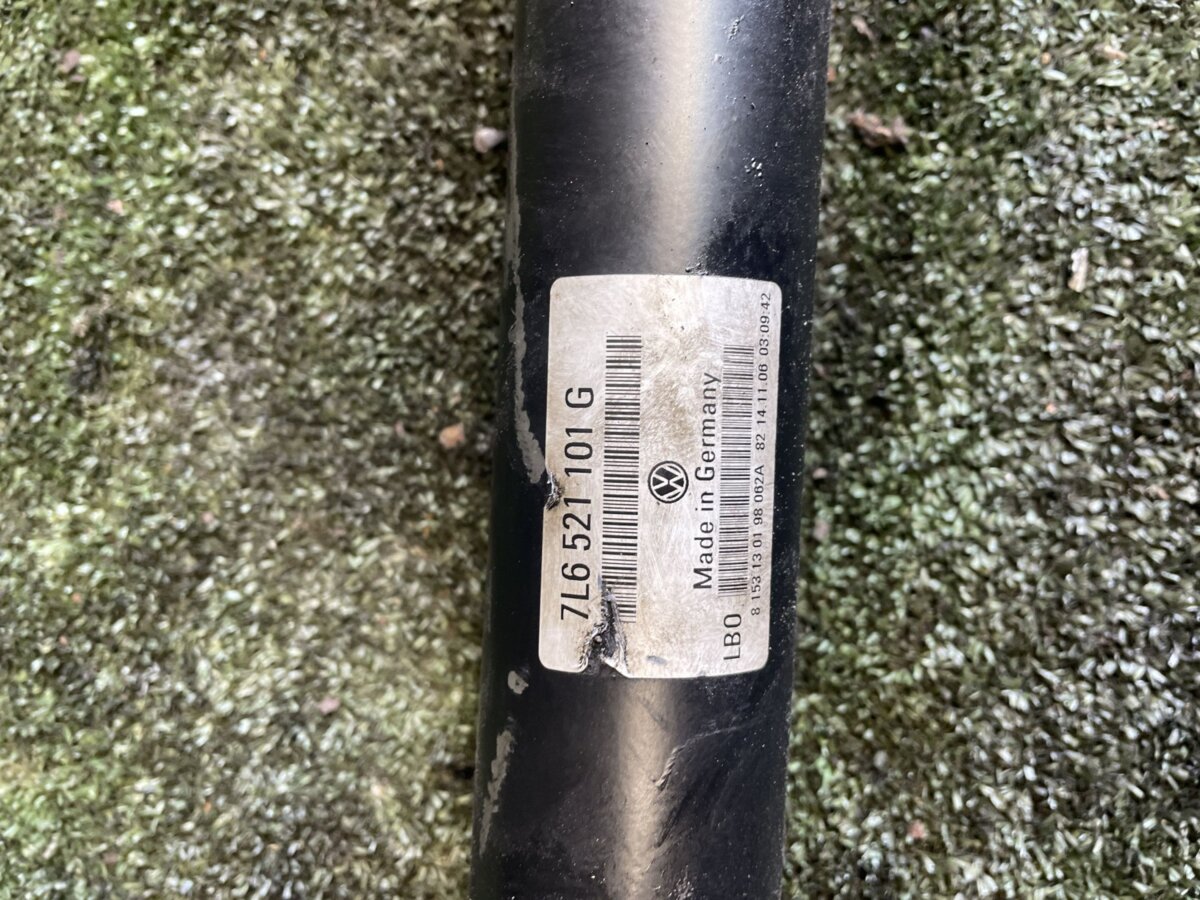 7L6 521 101 G
Made in Germany
LB0
8 153 13 01 98 062A 82 14.11.06 03:09:42